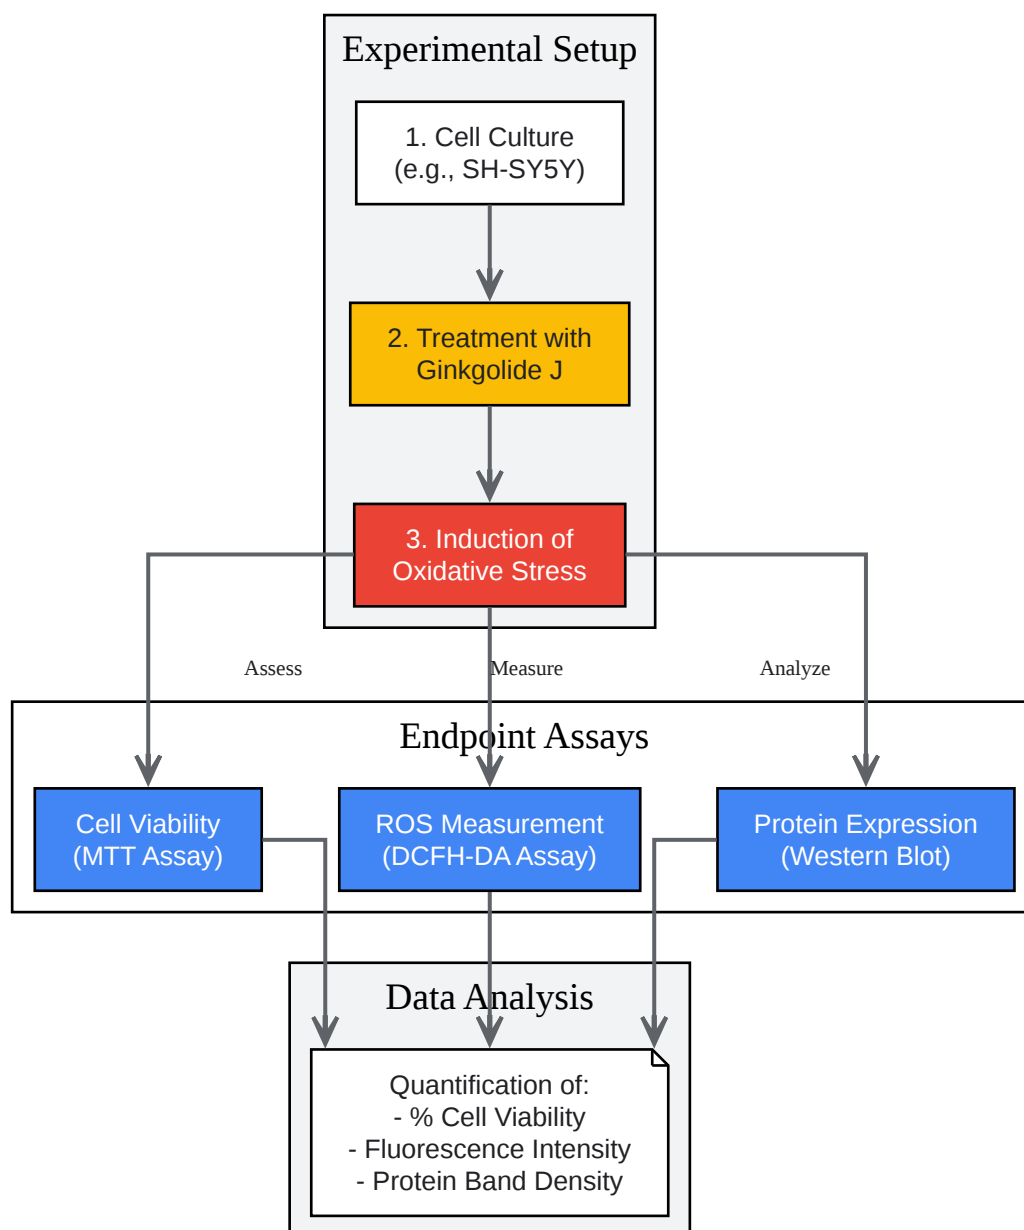 Experimental Setup
1. Cell Culture
(e.g., SH-SY5Y)
2. Treatment with
Ginkgolide J
3. Induction of
Oxidative Stress
Assess
Measure
Analyze
Endpoint Assays
Cell Viability
(MTT Assay)
ROS Measurement
(DCFH-DA Assay)
Protein Expression
(Western Blot)
Data Analysis
Quantification of:
- % Cell Viability
- Fluorescence Intensity
- Protein Band Density